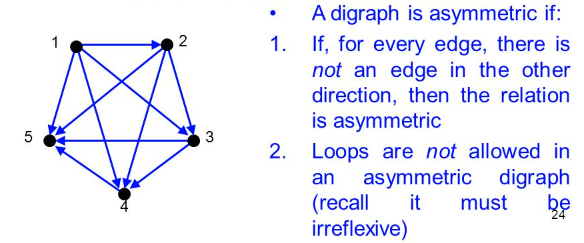 1
2
5
3
4
• A digraph is asymmetric if:
1. If, for every edge, there is
not an edge in the other
direction, then the relation
is asymmetric
2. Loops are not allowed in
an asymmetric digraph
(recall it must be
irreflexive)
24